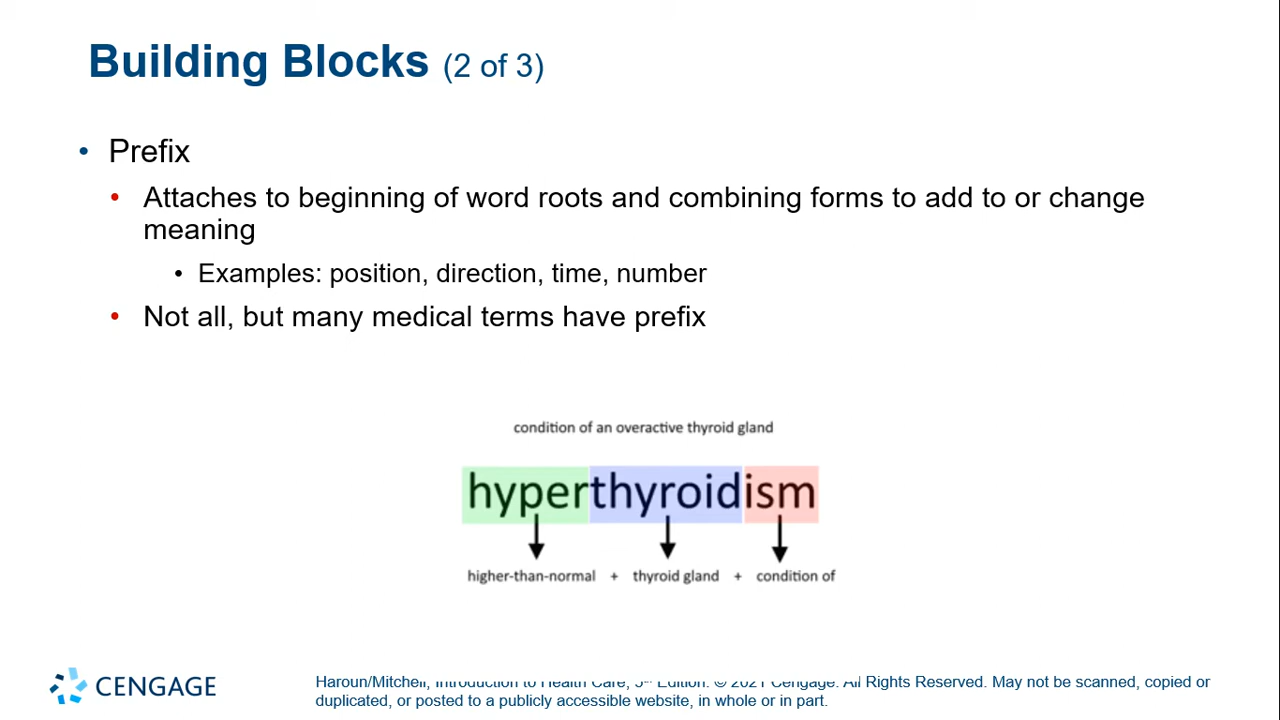 Building Blocks (2 of 3)
• Prefix
• Attaches to beginning of word roots and combining forms to add to or change
meaning
• Examples: position, direction, time, number
• Not all, but many medical terms have prefix
condition of an overactive thyroid gland
hyperthyroidism
higher-than-normal + thyroid gland + condition of
CENGAGE
Haroun/Mitchell, Introduction to Health Care, 5th Edition. © 2021 Cengage. All Rights Reserved. May not be scanned, copied or
duplicated, or posted to a publicly accessible website, in whole or in part.